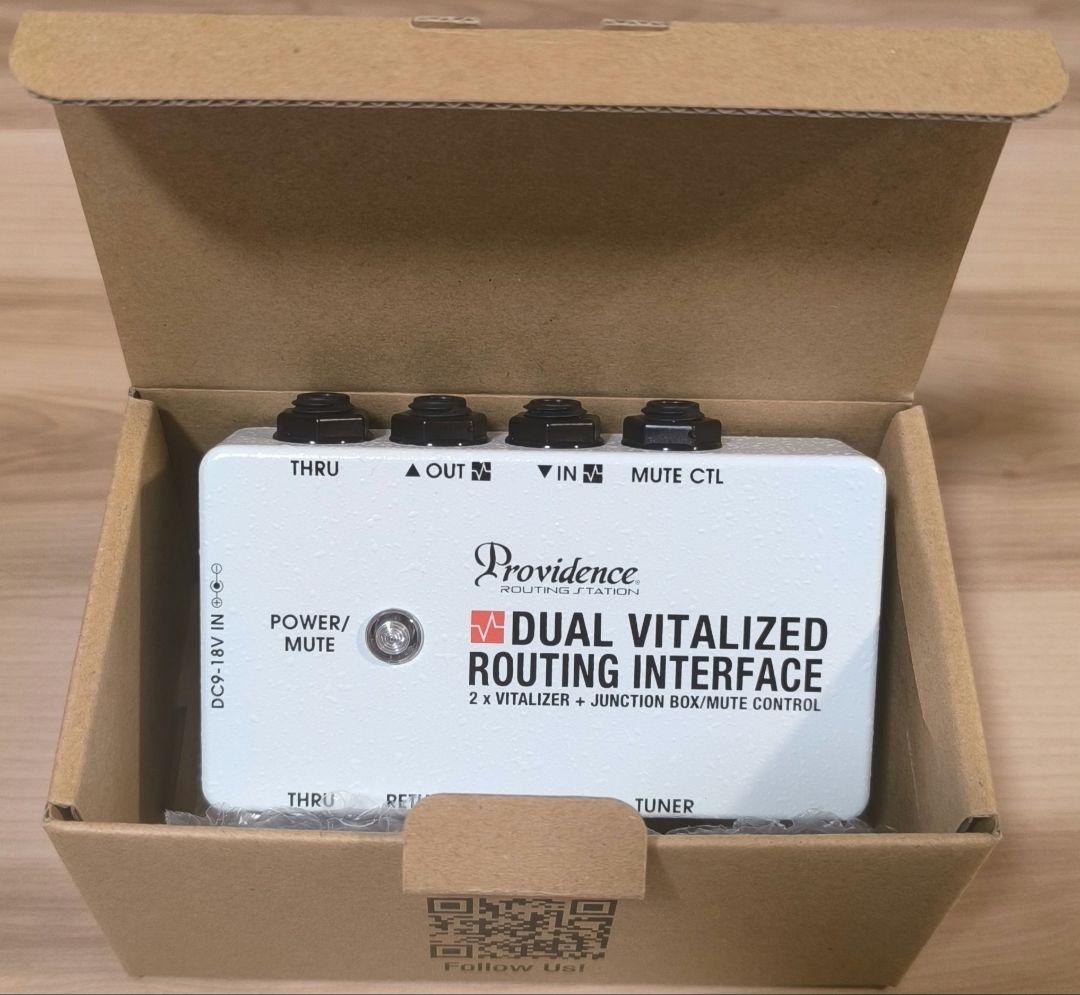 THRU ▲OUT ▼IN MUTE CTL
Providence
ROUTING STATION
DC9-18V IN
POWER/
MUTE
DUAL VITALIZED
ROUTING INTERFACE
2 x VITALIZER + JUNCTION BOX/MUTE CONTROL
THRU TUNER
Follow Us!